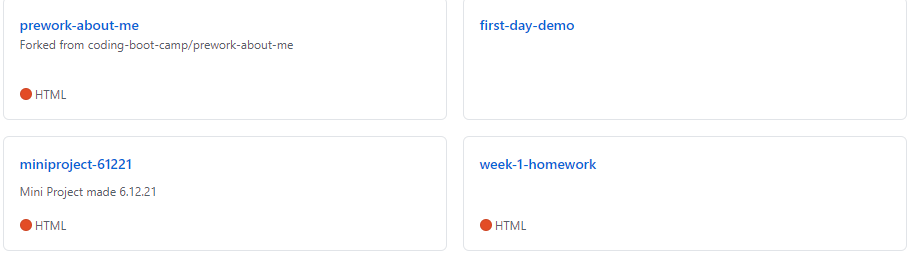 prework-about-me
Forked from coding-boot-camp/prework-about-me
HTML
first-day-demo
miniproject-61221
Mini Project made 6.12.21
HTML
week-1-homework
HTML